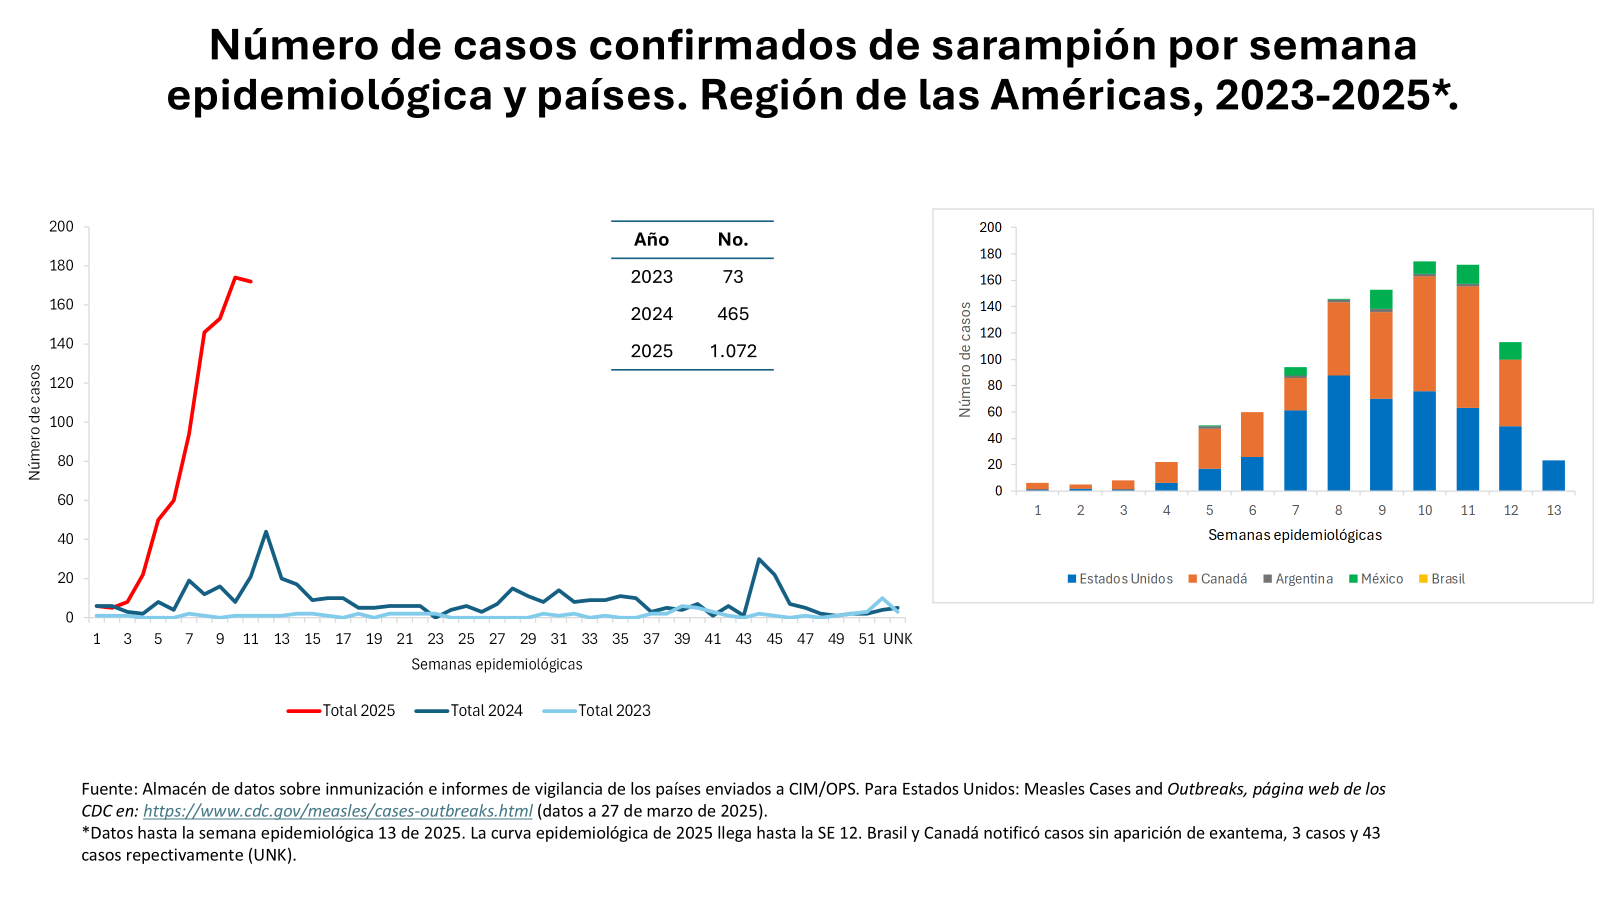 Número de casos confirmados de sarampión por semana
epidemiológica y países. Región de las Américas, 2023-2025*.
Número de casos
200
180
160
140
120
100
80
60
40
20
0
1 3 5 7 9 11 13 15 17 19 21 23 25 27 29 31 33 35 37 39 41 43 45 47 49 51 UNK
Semanas epidemiológicas
Total 2025 Total 2024 Total 2023
Año No.
2023 73
2024 465
2025 1.072
Número de casos
200
180
160
140
120
100
80
60
40
20
0
1 2 3 4 5 6 7 8 9 10 11 12 13
Semanas epidemiológicas
Estados Unidos Canadá Argentina México Brasil
Fuente: Almacén de datos sobre inmunización e informes de vigilancia de los países enviados a CIM/OPS. Para Estados Unidos: Measles Cases and Outbreaks, página web de los
CDC en: https://www.cdc.gov/measles/cases-outbreaks.html (datos a 27 de marzo de 2025).
*Datos hasta la semana epidemiológica 13 de 2025. La curva epidemiológica de 2025 llega hasta la SE 12. Brasil y Canadá notificó casos sin aparición de exantema, 3 casos y 43
casos repectivamente (UNK).